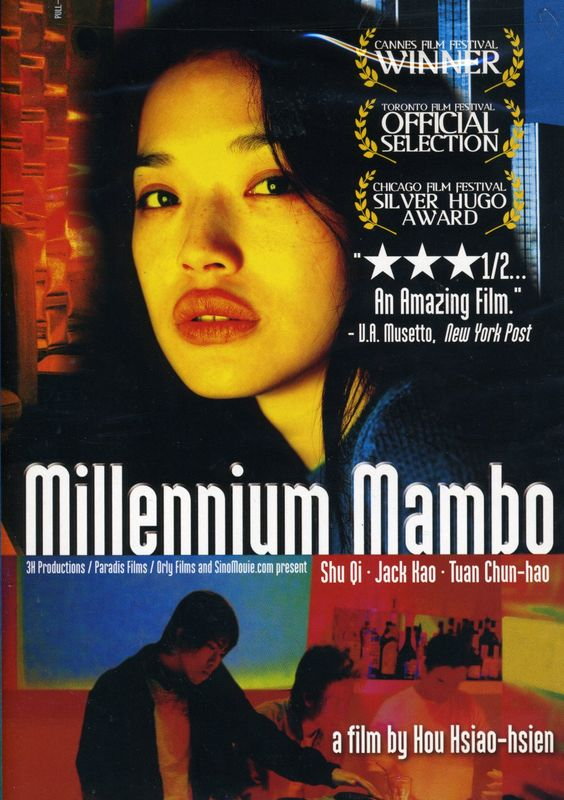 PULL
CANNES FILM FESTIVAL
WINNER
TORONTO FILM FESTIVAL
OFFICIAL
SELECTION
CHICAGO FILM FESTIVAL
SILVER HUGO
AWARD
"★★★1/2...
An Amazing Film."
- V.A. Musetto, New York Post
Millennium Mambo
3H Productions / Paradis Films / Orly Films and SinoMovie.com present
Shu Qi · Jack Kao · Tuan Chun-hao
a film by Hou Hsiao-hsien